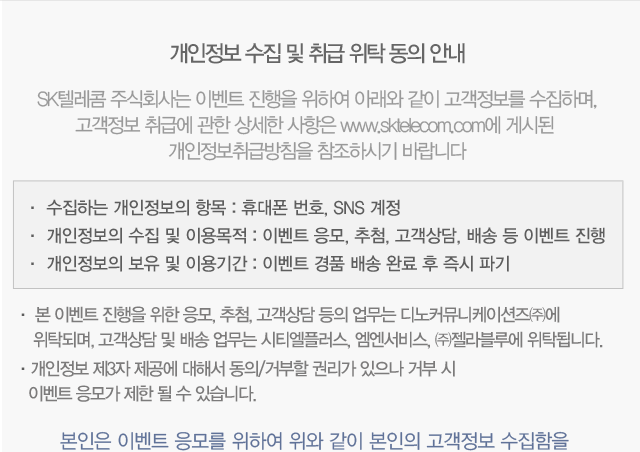 개인정보 수집 및 취급 위탁 동의 안내
SK텔레콤 주식회사는 이벤트 진행을 위하여 아래와 같이 고객정보를 수집하며,
고객정보 취급에 관한 상세한 사항은 www.sktelecom.com에 게시된
개인정보취급방침을 참조하시기 바랍니다
· 수집하는 개인정보의 항목 : 휴대폰 번호, SNS 계정
· 개인정보의 수집 및 이용목적 : 이벤트 응모, 추첨, 고객상담, 배송 등 이벤트 진행
· 개인정보의 보유 및 이용기간 : 이벤트 경품 배송 완료 후 즉시 파기
· 본 이벤트 진행을 위한 응모, 추첨, 고객상담 등의 업무는 디노커뮤니케이션즈㈜에
위탁되며, 고객상담 및 배송 업무는 시티엘플러스, 엠엔서비스, ㈜젤라블루에 위탁됩니다.
· 개인정보 제3자 제공에 대해서 동의/거부할 권리가 있으나 거부 시
이벤트 응모가 제한 될 수 있습니다.
본인은 이벤트 응모를 위하여 위와 같이 본인의 고객정보 수집함을